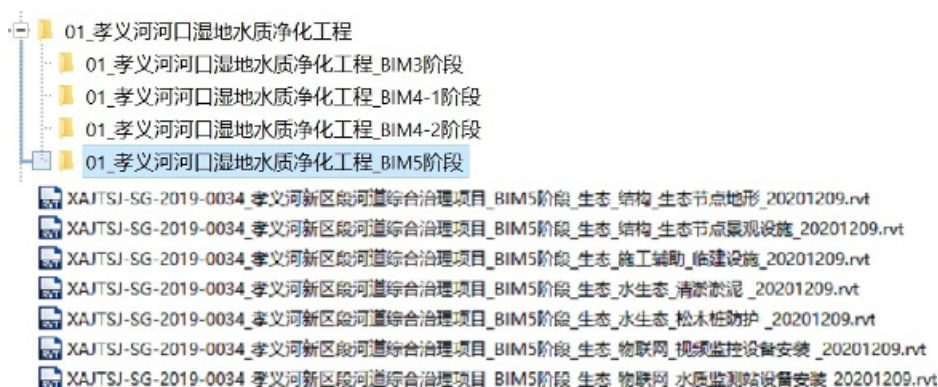 01_孝义河河口湿地水质净化工程
01_孝义河河口湿地水质净化工程_BIM3阶段
01_孝义河河口湿地水质净化工程_BIM4-1阶段
01_孝义河河口湿地水质净化工程_BIM4-2阶段
01_孝义河河口湿地水质净化工程_BIM5阶段
XAJTSJ-SG-2019-0034_孝义河新区段河道综合治理项目_BIM5阶段_生态_结构_生态节点地形_20201209.rvt
XAJTSJ-SG-2019-0034_孝义河新区段河道综合治理项目_BIM5阶段_生态_结构_生态节点景观设施_20201209.rvt
XAJTSJ-SG-2019-0034_孝义河新区段河道综合治理项目_BIM5阶段_生态_施工辅助_临建设施_20201209.rvt
XAJTSJ-SG-2019-0034_孝义河新区段河道综合治理项目_BIM5阶段_生态_水生态_清淤淤泥 _20201209.rvt
XAJTSJ-SG-2019-0034_孝义河新区段河道综合治理项目_BIM5阶段_生态_水生态_松木桩防护 _20201209.rvt
XAJTSJ-SG-2019-0034_孝义河新区段河道综合治理项目_BIM5阶段_生态_物联网_视频监控设备安装 _20201209.rvt
XAJTSJ-SG-2019-0034_孝义河新区段河道综合治理项目_BIM5阶段_生态_物联网_水质监测站设备安装_20201209.rvt